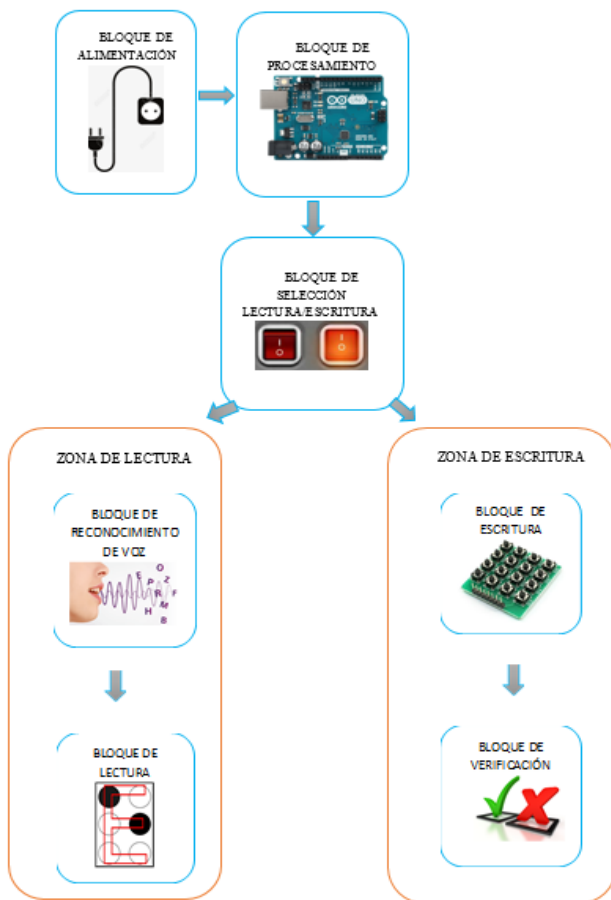 BLOQUE DE
ALIMENTACIÓN
BLOQUE DE
PROCESAMIENTO
BLOQUE DE
SELECCIÓN
LECTURA/ESCRITURA
ZONA DE LECTURA
BLOQUE DE
RECONOCIMIENTO
DE VOZ
E P H O Z R F M B
BLOQUE DE
LECTURA
ZONA DE ESCRITURA
BLOQUE DE
ESCRITURA
BLOQUE DE
VERIFICACIÓN